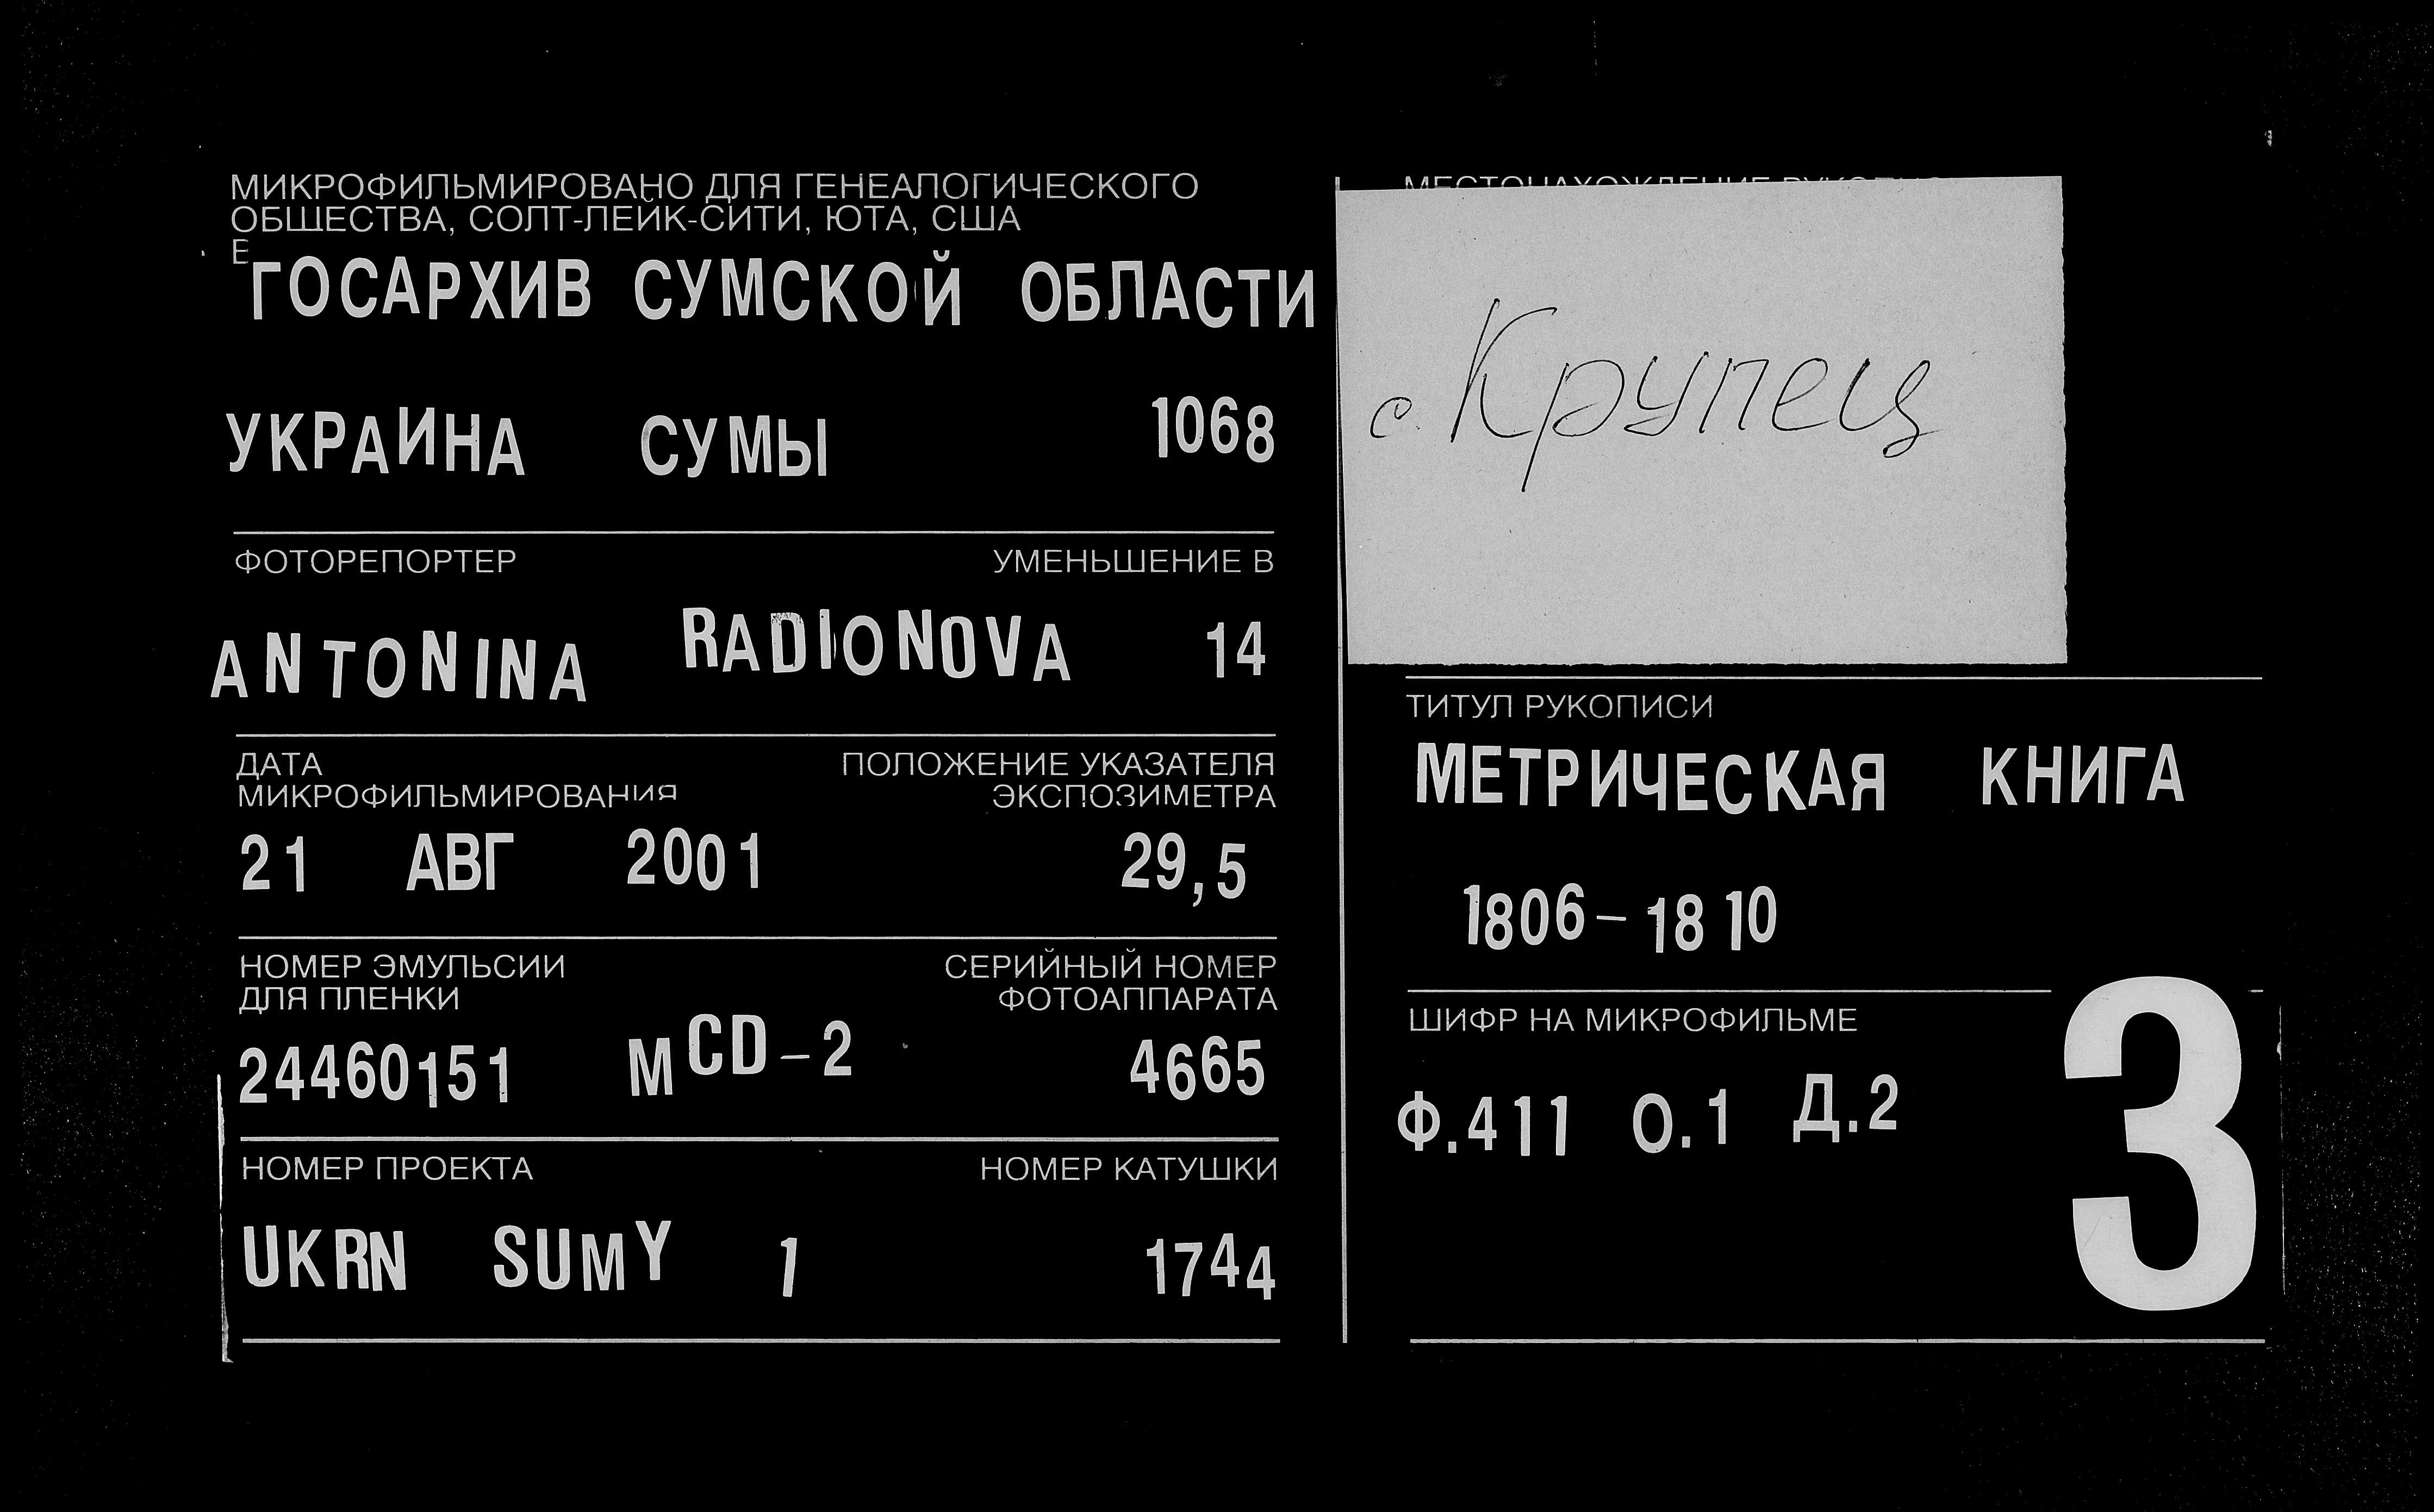 МИКРОФИЛЬМИРОВАНО ДЛЯ ГЕНЕАЛОГИЧЕСКОГО
ОБЩЕСТВА, СОЛТ-ЛЕЙК-СИТИ, ЮТА, США
Е
ГОСАРХИВ СУМСКОЙ ОБЛАСТИ
УКРАИНА СУМЫ 1068
ФОТОРЕПОРТЕР УМЕНЬШЕНИЕ В
ANTONINA RADIONOVA 14
ДАТА ПОЛОЖЕНИЕ УКАЗАТЕЛЯ
МИКРОФИЛЬМИРОВАНИЯ ЭКСПОЗИМЕТРА
21 АВГ 2001 29,5
НОМЕР ЭМУЛЬСИИ СЕРИЙНЫЙ НОМЕР
ДЛЯ ПЛЕНКИ ФОТОАППАРАТА
24460151 MCD-2 4665
НОМЕР ПРОЕКТА НОМЕР КАТУШКИ
UKRN SUMY 1 1744
с. Крупец
ТИТУЛ РУКОПИСИ
МЕТРИЧЕСКАЯ КНИГА
1806-1810
ШИФР НА МИКРОФИЛЬМЕ
Ф.411 О.1 Д.2
3